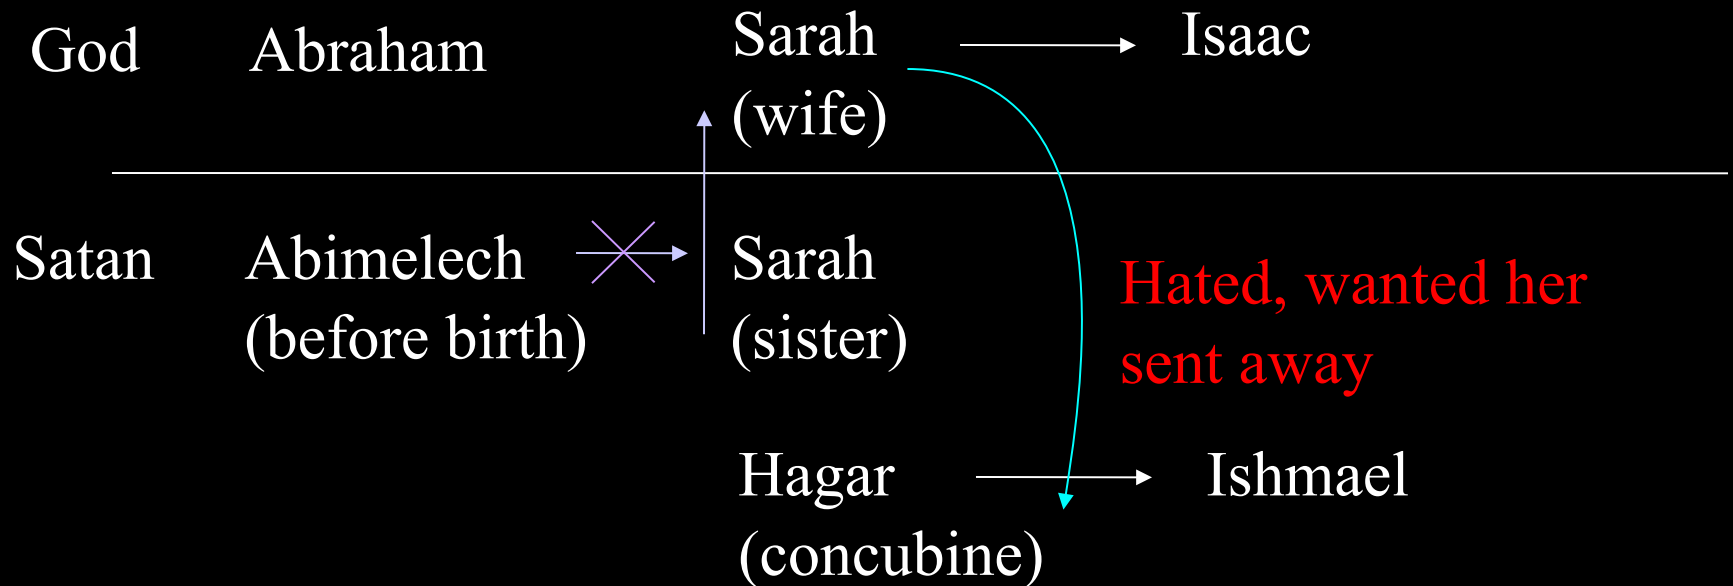 God Abraham Sarah Isaac
(wife)
Satan Abimelech Sarah
(before birth) (sister)
Hated, wanted her
sent away
Hagar Ishmael
(concubine)